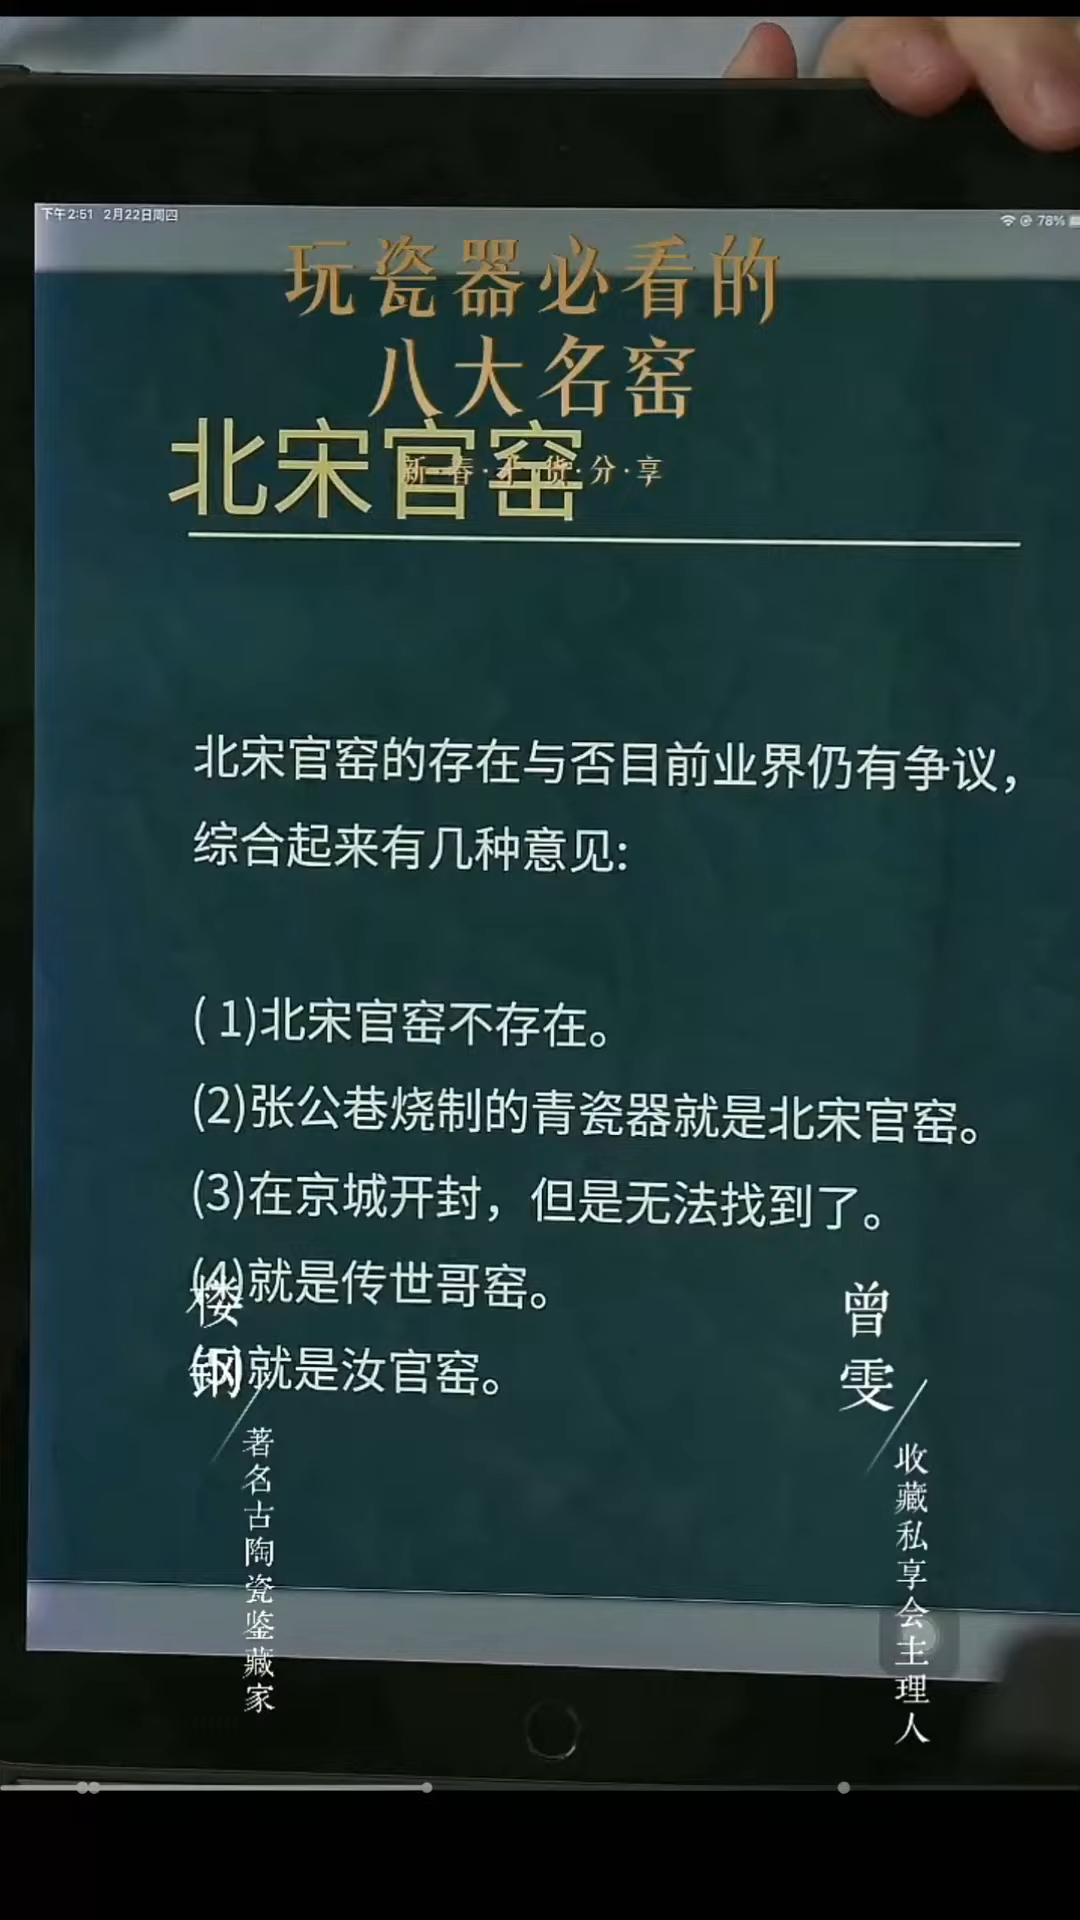 下午2:51 2月22日周四
78%
玩瓷器必看的
八大名窑
北宋官窑
新·春·干·货·分·享
北宋官窑的存在与否目前业界仍有争议，
综合起来有几种意见:
( 1)北宋官窑不存在。
(2)张公巷烧制的青瓷器就是北宋官窑。
(3)在京城开封，但是无法找到了。
(4)就是传世哥窑。
(5)就是汝官窑。
楼钢
著名古陶瓷鉴藏家
曾雯
收藏私享会主理人